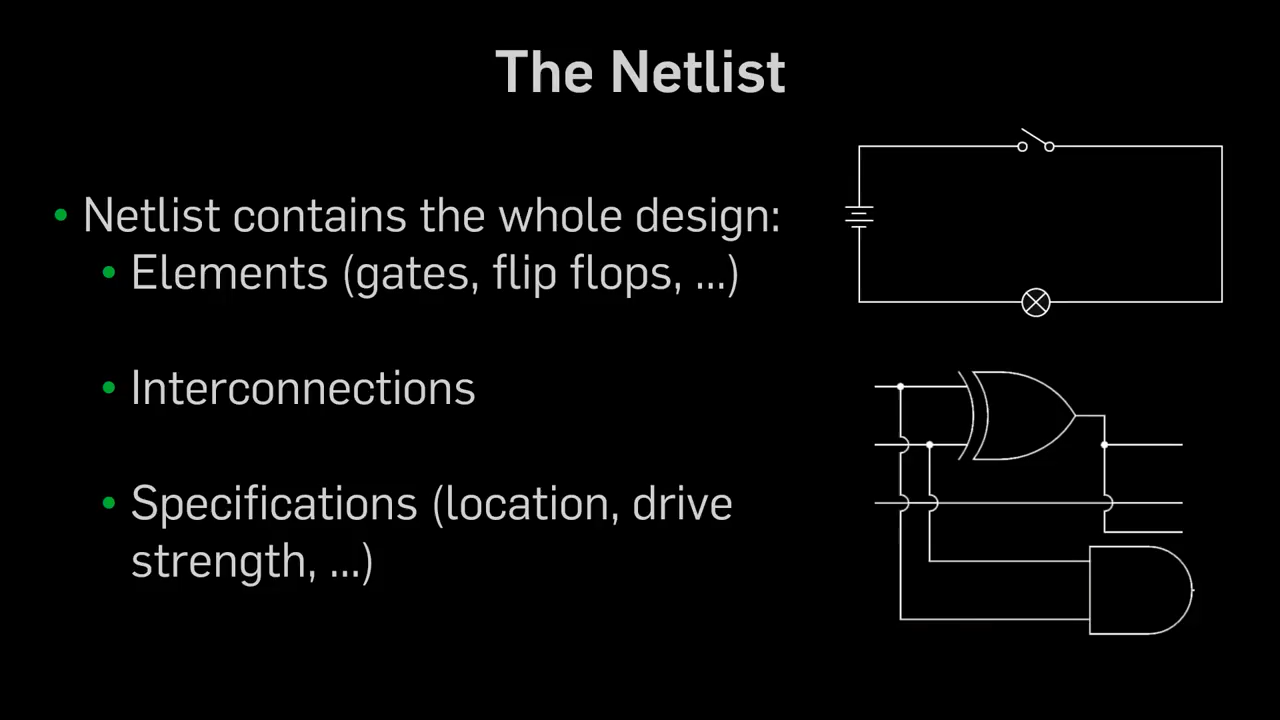 The Netlist
• Netlist contains the whole design:
• Elements (gates, flip flops, ...)
• Interconnections
• Specifications (location, drive
strength, ...)